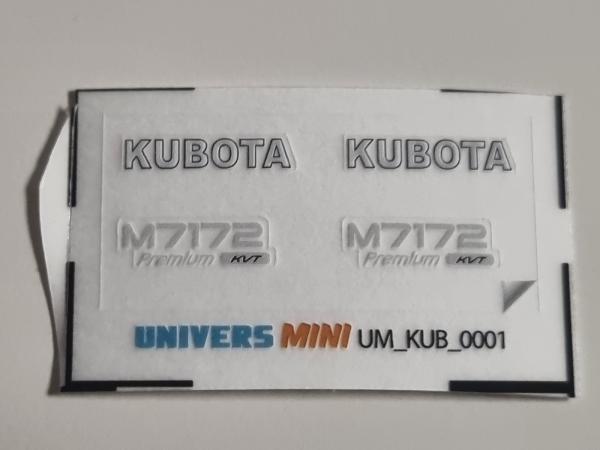 KUBOTA KUBOTA
M7172 M7172
Premium KVT Premium KVT
UNIVERS MINI UM_KUB_0001